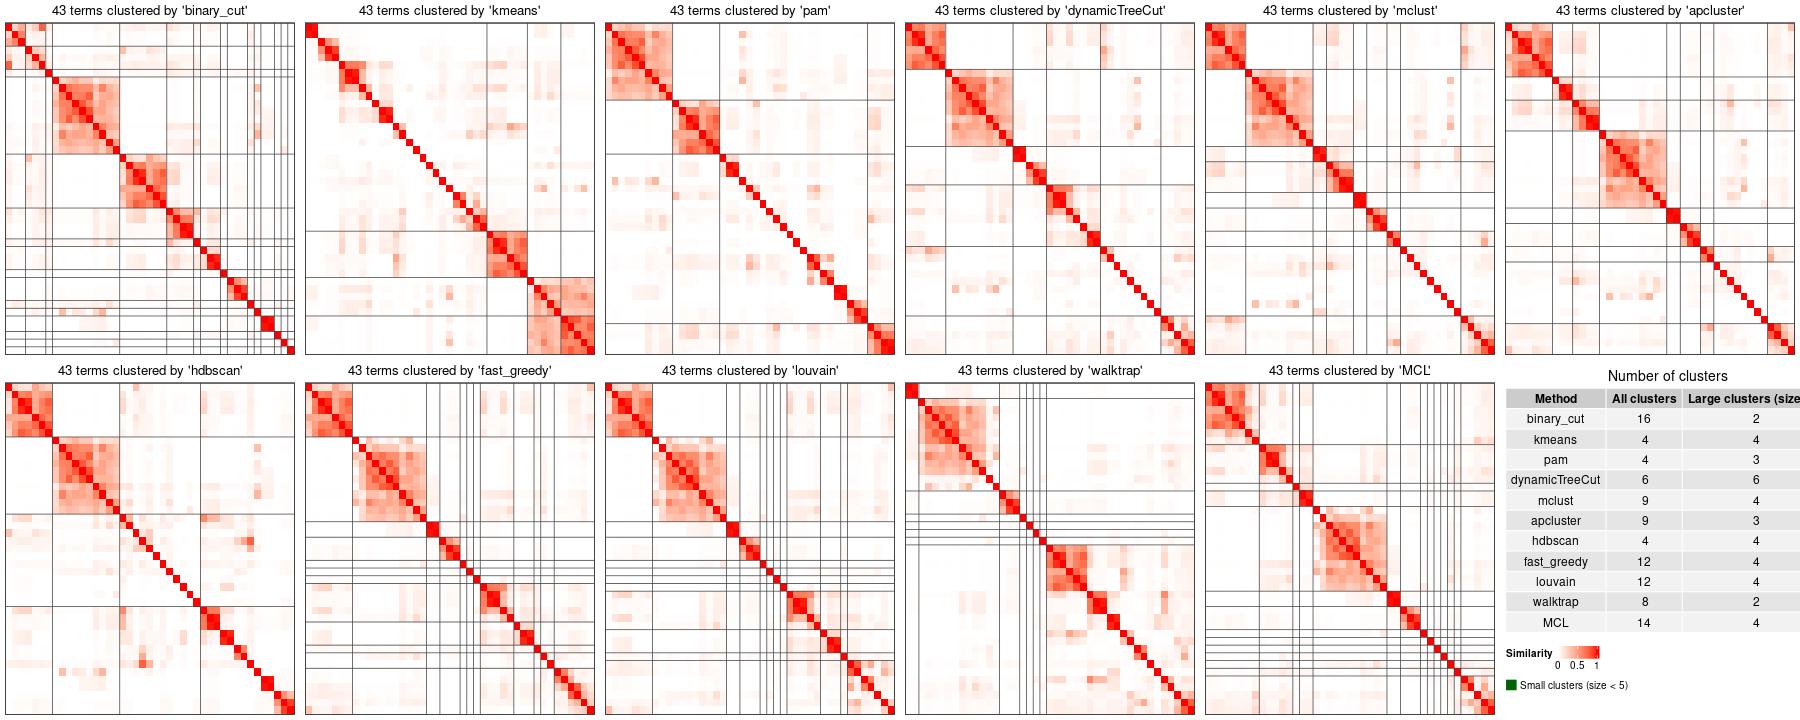 43 terms clustered by 'binary_cut'
43 terms clustered by 'kmeans'
43 terms clustered by 'pam'
43 terms clustered by 'dynamicTreeCut'
43 terms clustered by 'mclust'
43 terms clustered by 'apcluster'
43 terms clustered by 'hdbscan'
43 terms clustered by 'fast_greedy'
43 terms clustered by 'louvain'
43 terms clustered by 'walktrap'
43 terms clustered by 'MCL'
Number of clusters
Method All clusters Large clusters (size
binary_cut 16 2
kmeans 4 4
pam 4 3
dynamicTreeCut 6 6
mclust 9 4
apcluster 9 3
hdbscan 4 4
fast_greedy 12 4
louvain 12 4
walktrap 8 2
MCL 14 4
Similarity
0 0.5 1
Small clusters (size < 5)